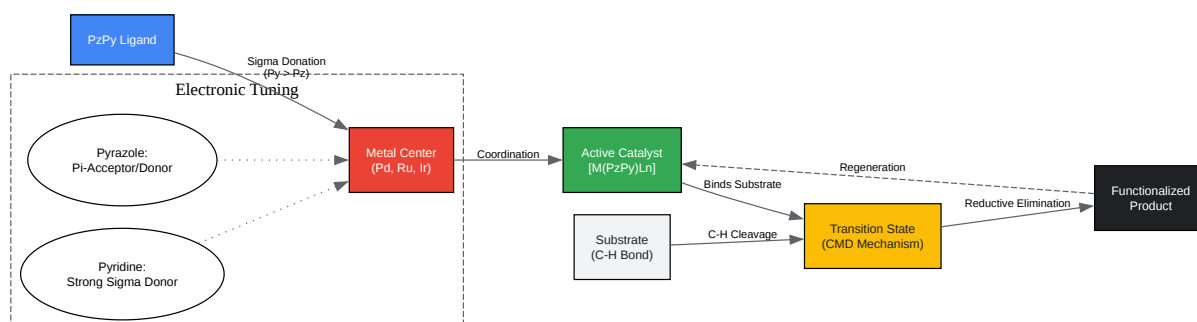 PzPy Ligand
Sigma Donation
(Py > Pz)
Electronic Tuning
Pyrazole:
Pi-Acceptor/Donor
Pyridine:
Strong Sigma Donor
Metal Center
(Pd, Ru, Ir)
Coordination
Active Catalyst
[M(PzPy)Ln]
Binds Substrate
Substrate
(C-H Bond)
C-H Cleavage
Transition State
(CMD Mechanism)
Regeneration
Reductive Elimination
Functionalized
Product